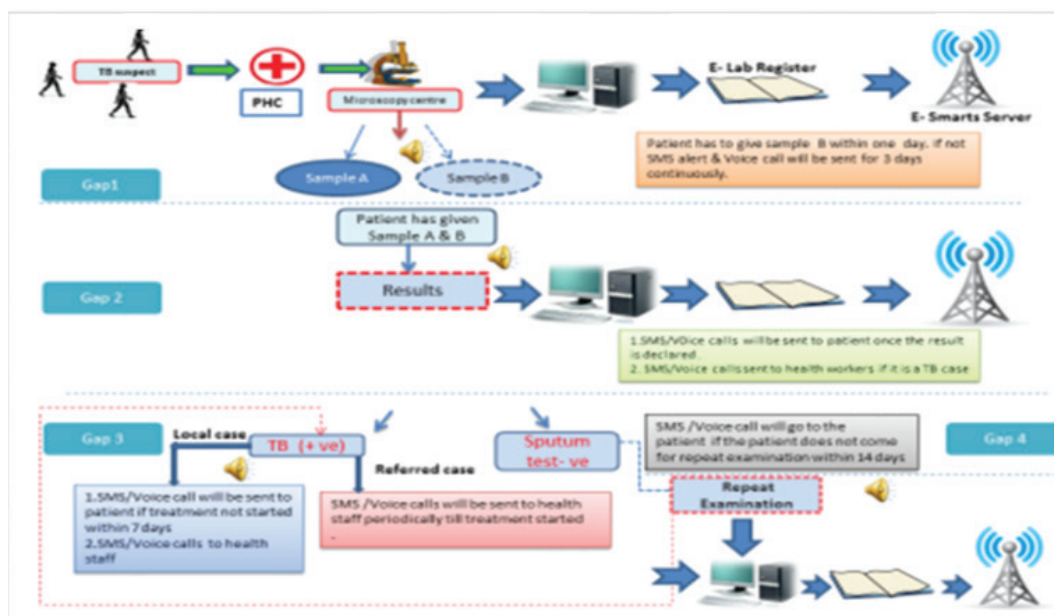 TB suspect
PHC
Microscopy centre
E- Lab Register
E- Smarts Server
Patient has to give sample B within one day. if not
SMS alert & Voice call will be sent for 3 days
continuously.
Sample A
Sample B
Gap1
Patient has given
Sample A & B
Gap 2
Results
1.SMS/VOice calls will be sent to patient once the result
is declared.
2. SMS/Voice calls sent to health workers if it is a TB case
Gap 3
Local case
TB (+ ve)
Referred case
Sputum
test- ve
SMS /Voice call will go to the
patient if the patient does not come
for repeat examination within 14 days
Gap 4
1.SMS/Voice call will be sent to
patient if treatment not started
within 7 days
2.SMS/Voice calls to health
staff
SMS /Voice calls will be sent to health
staff periodically till treatment started
.
Repeat
Examination